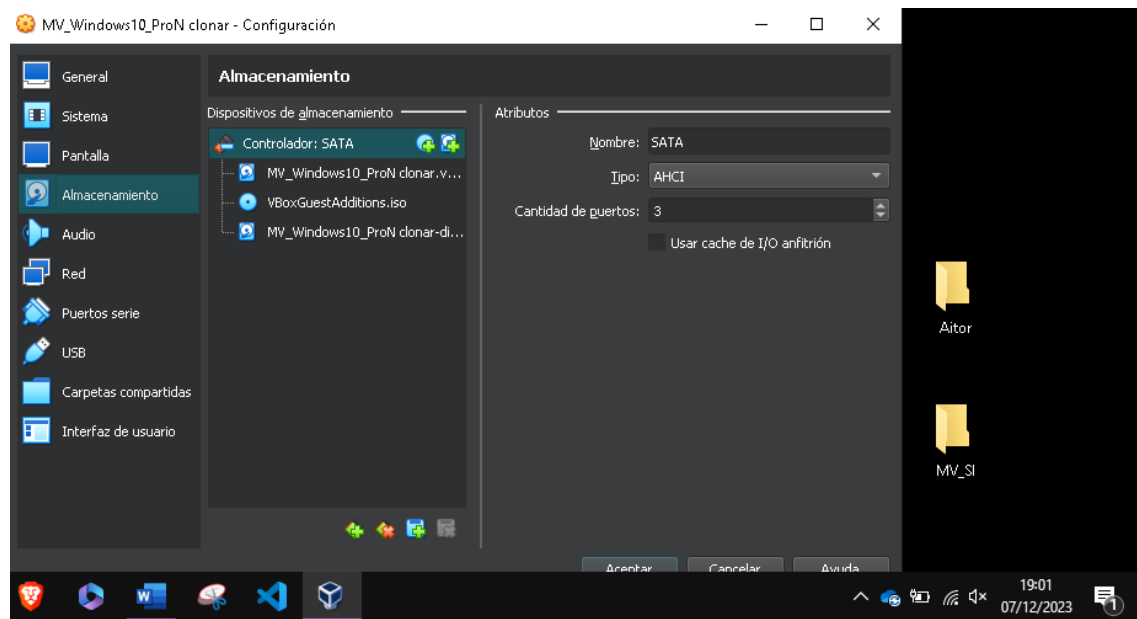 MV_Windows10_ProN clonar - Configuración
General
Sistema
Pantalla
Almacenamiento
Audio
Red
Puertos serie
USB
Carpetas compartidas
Interfaz de usuario
Almacenamiento
Dispositivos de almacenamiento
Controlador: SATA
MV_Windows10_ProN clonar.v...
VBoxGuestAdditions.iso
MV_Windows10_ProN clonar-di...
Atributos
Nombre: SATA
Tipo: AHCI
Cantidad de puertos: 3
Usar cache de I/O anfitrión
Aceptar Cancelar Ayuda
Aitor
MV_SI
W
19:01
07/12/2023
1